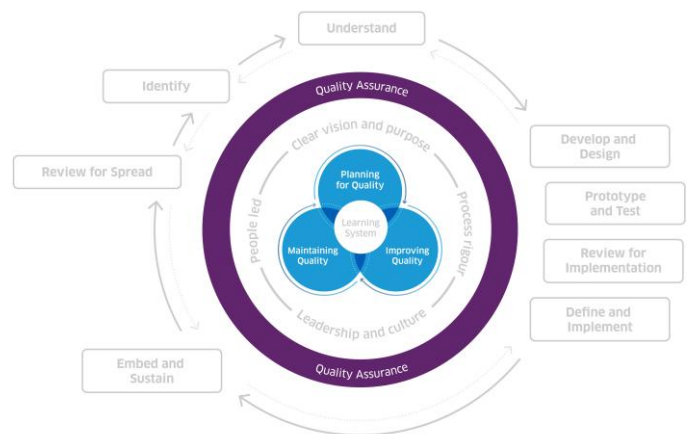 Understand
Identify
Quality Assurance
Clear vision and purpose
Develop and
Design
Review for Spread
Planning
for Quality
Prototype
and Test
People led
Learning
System
Process rigour
Maintaining
Quality
Improving
Quality
Review for
Implementation
Define and
Implement
Leadership and culture
Embed and
Sustain
Quality Assurance